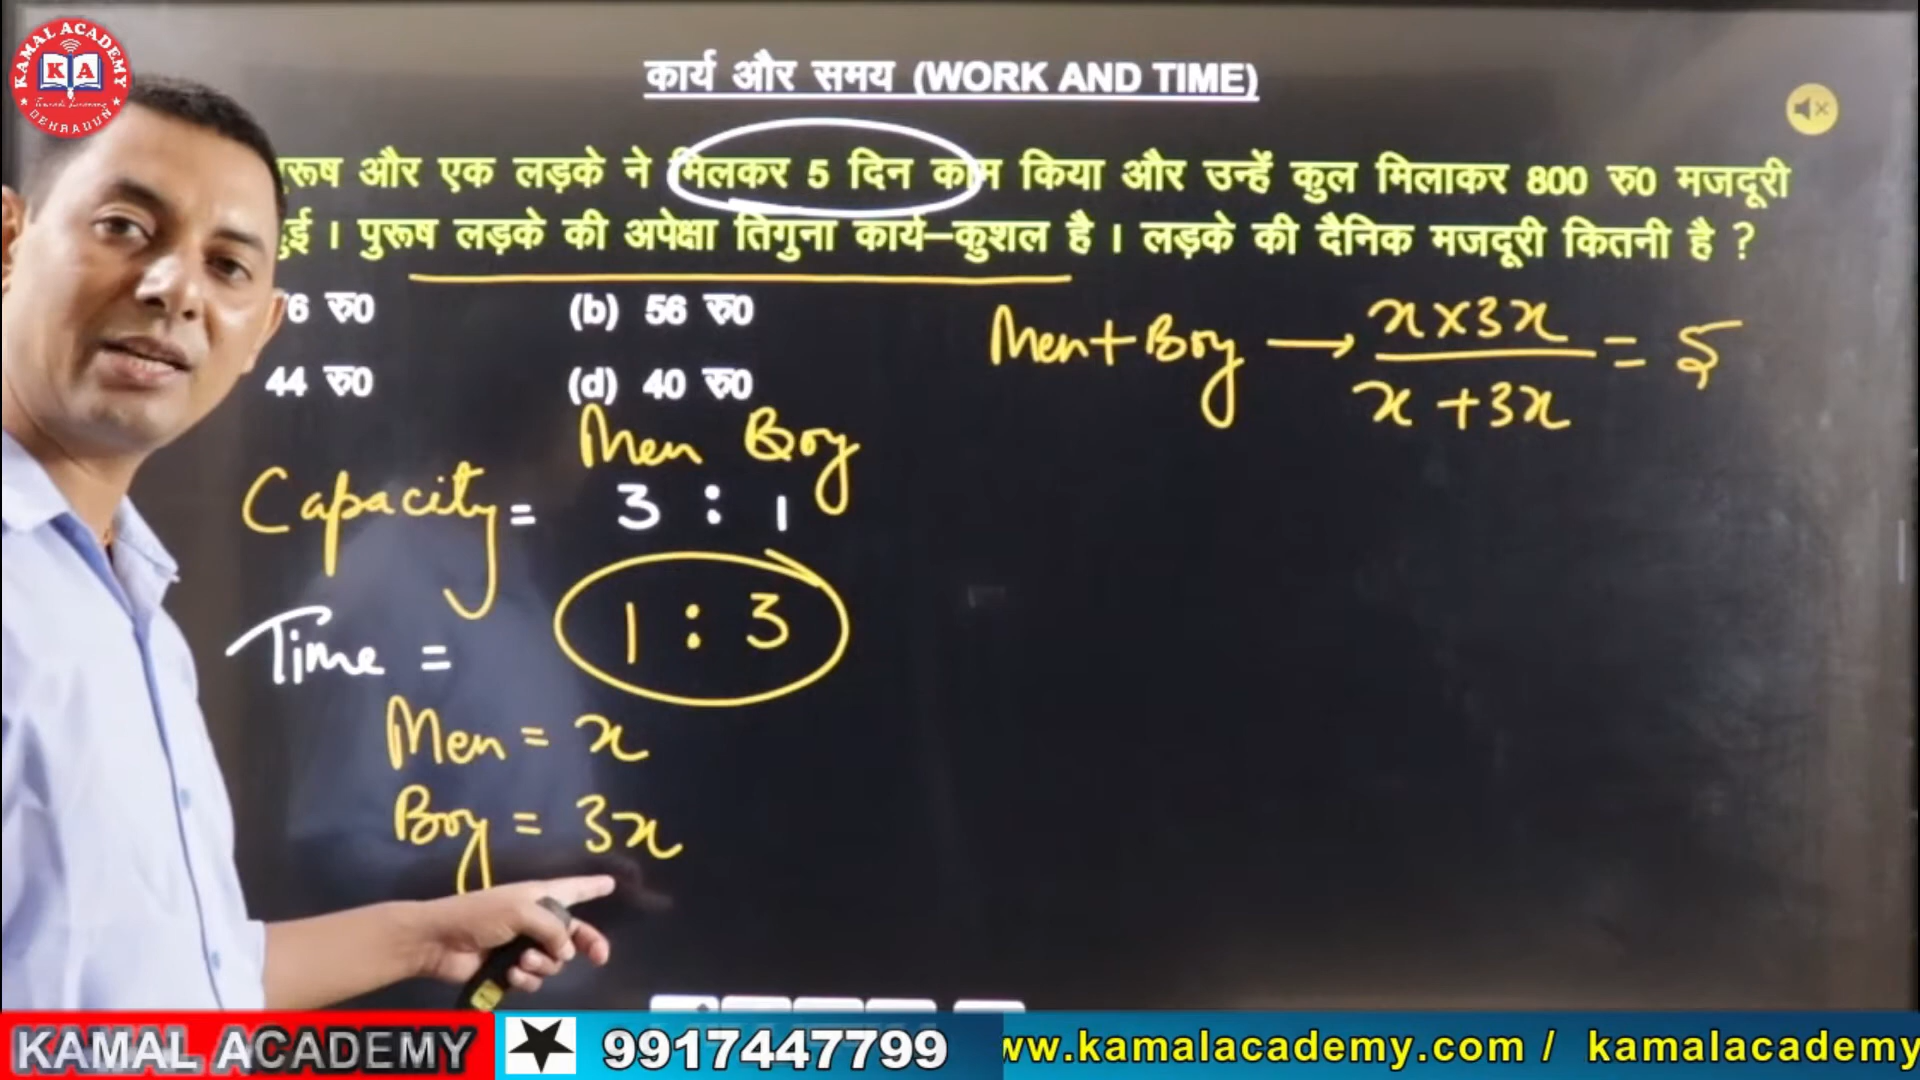 KAMAL ACADEMY
KA
DEHRADUN
कार्य और समय (WORK AND TIME)
और एक लड़के ने मिलकर 5 दिन काम किया और उन्हें कुल मिलाकर 800 रु0 मजदूरी
पुरूष लड़के की अपेक्षा तिगुना कार्य–कुशल है। लड़के की दैनिक मजदूरी कितनी है ?
रु0 (b) 56 रु0
44 रु0 (d) 40 रु0
Men+Boy → x×3x / x+3x = 5
Men Boy
Capacity = 3 : 1
Time = 1 : 3
Men = x
Boy = 3x
KAMAL ACADEMY 9917447799 ww.kamalacademy.com / kamalacademy